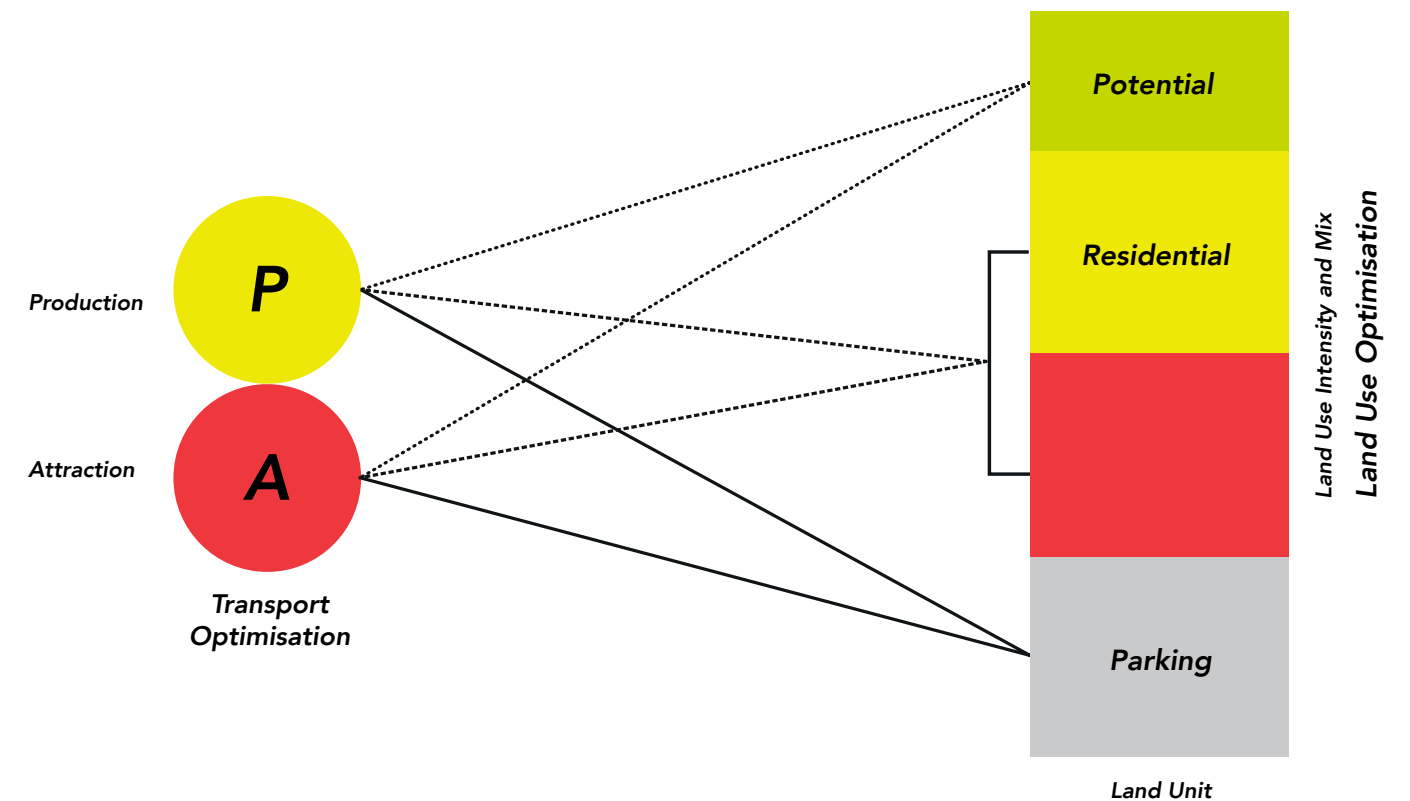 Production
P
Attraction
A
Transport
Optimisation
Potential
Residential
Parking
Land Unit
Land Use Intensity and Mix
Land Use Optimisation